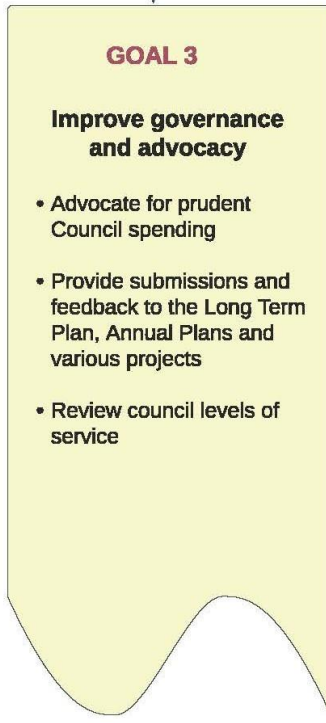 GOAL 3
Improve governance
and advocacy
• Advocate for prudent
Council spending
• Provide submissions and
feedback to the Long Term
Plan, Annual Plans and
various projects
• Review council levels of
service